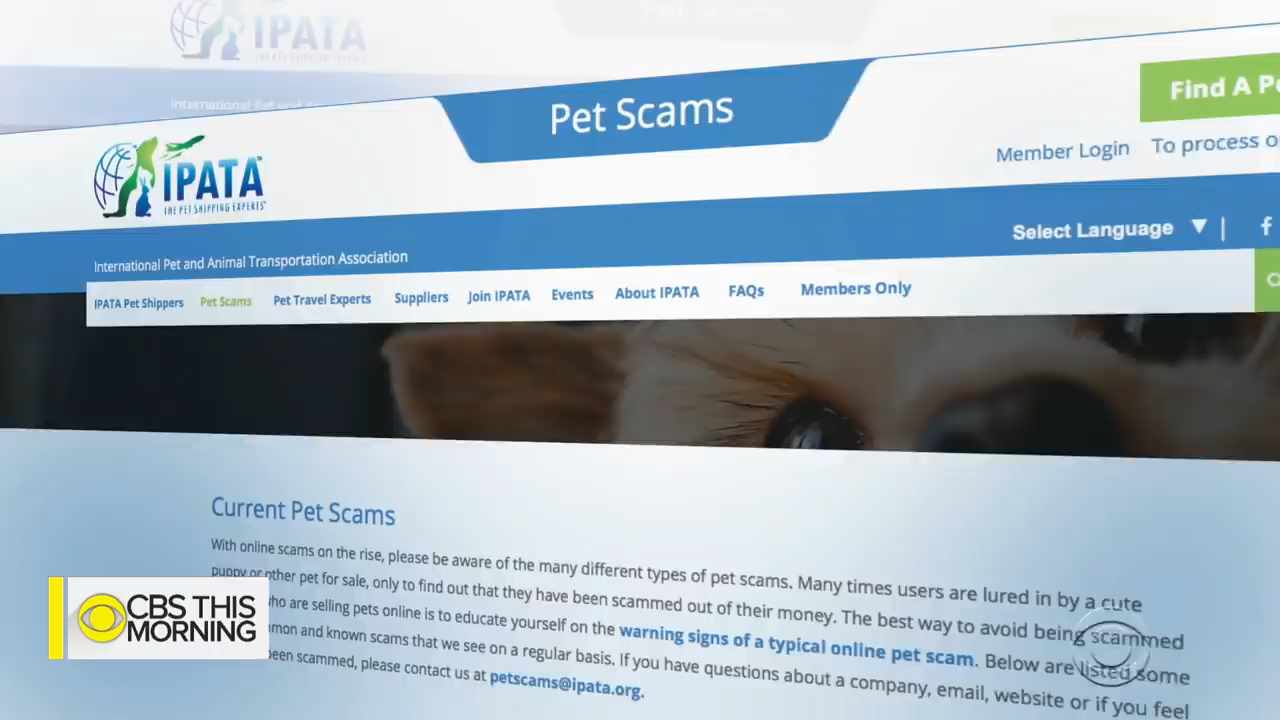 IPATA
Pet Scams
Find A Pe
Member Login To process o
IPATA
THE PET SHIPPING EXPERTS
Select Language
International Pet and Animal Transportation Association
IPATA Pet Shippers Pet Scams Pet Travel Experts Suppliers Join IPATA Events About IPATA FAQs Members Only
Current Pet Scams
With online scams on the rise, please be aware of the many different types of pet scams. Many times users are lured in by a cute
puppy or other pet for sale, only to find out that they have been scammed out of their money. The best way to avoid being scammed
who are selling pets online is to educate yourself on the warning signs of a typical online pet scam. Below are listed some
mon and known scams that we see on a regular basis. If you have questions about a company, email, website or if you feel
been scammed, please contact us at petscams@ipata.org.
CBS THIS
MORNING